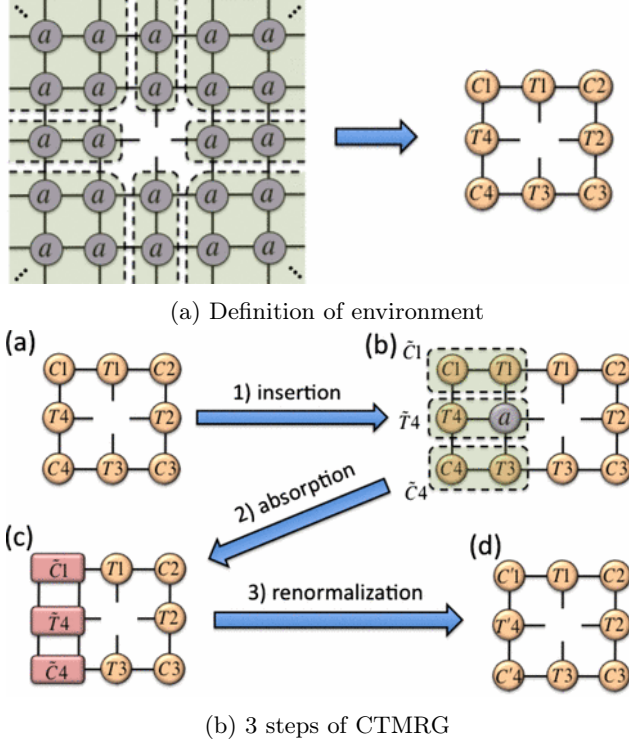 a a a a a
a a a a a
a a a a
a a a a a
a a a a a
C1 T1 C2
T4 T2
C4 T3 C3
(a) Definition of environment
(a)
C1 T1 C2
T4 T2
C4 T3 C3
1) insertion
(b)
C̃1 C1 T1 T1 C2
T̃4 T4 a T2
C̃4 C4 T3 T3 C3
2) absorption
(c)
C̃1 T1 C2
T̃4 T2
C̃4 T3 C3
3) renormalization
(d)
C'1 T1 C2
T'4 T2
C'4 T3 C3
(b) 3 steps of CTMRG